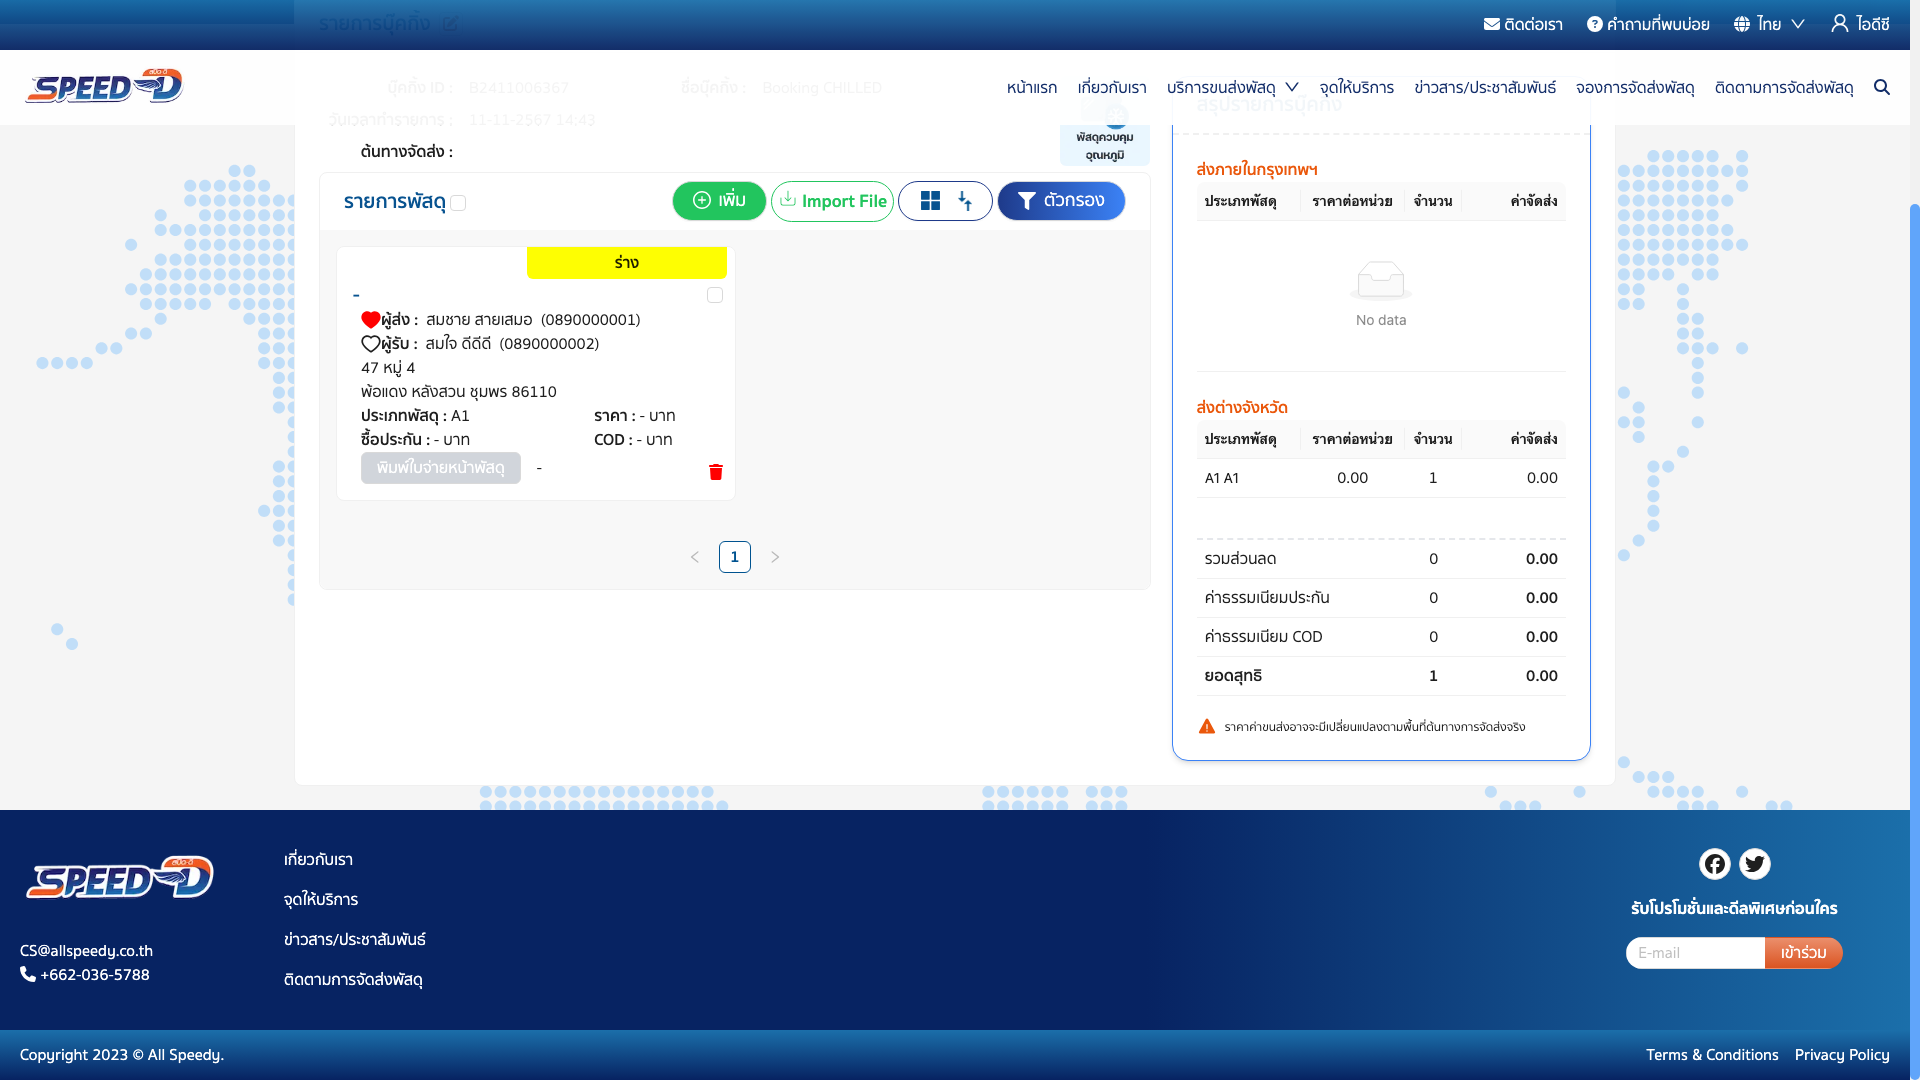 รายการบุ๊คกิ้ง
ติดต่อเรา
คำถามที่พบบ่อย
ไทย
ไอดีซี
สปีด-ดี
SPEED-D
หน้าแรก
เกี่ยวกับเรา
บริการขนส่งพัสดุ
จุดให้บริการ
ข่าวสาร/ประชาสัมพันธ์
จองการจัดส่งพัสดุ
ติดตามการจัดส่งพัสดุ
บุ๊คกิ้ง ID : B2411006367
ชื่อบุ๊คกิ้ง : Booking CHILLED
วันเวลาทำรายการ : 11-11-2567 14:43
ต้นทางจัดส่ง :
พัสดุควบคุม
อุณหภูมิ
รายการพัสดุ
เพิ่ม
Import File
ตัวกรอง
ร่าง
-
ผู้ส่ง : สมชาย สายเสมอ (0890000001)
ผู้รับ : สมใจ ดีดีดี (0890000002)
47 หมู่ 4
พ้อแดง หลังสวน ชุมพร 86110
ประเภทพัสดุ : A1
ราคา : - บาท
ซื้อประกัน : - บาท
COD : - บาท
พิมพ์ใบจ่ายหน้าพัสดุ
-
1
สรุปรายการบุ๊คกิ้ง
ส่งภายในกรุงเทพฯ
ประเภทพัสดุ ราคาต่อหน่วย จำนวน ค่าจัดส่ง
No data
ส่งต่างจังหวัด
ประเภทพัสดุ ราคาต่อหน่วย จำนวน ค่าจัดส่ง
A1 A1 0.00 1 0.00
รวมส่วนลด 0 0.00
ค่าธรรมเนียมประกัน 0 0.00
ค่าธรรมเนียม COD 0 0.00
ยอดสุทธิ 1 0.00
ราคาค่าขนส่งอาจจะมีเปลี่ยนแปลงตามพื้นที่ต้นทางการจัดส่งจริง
สปีด-ดี
SPEED-D
CS@allspeedy.co.th
+662-036-5788
เกี่ยวกับเรา
จุดให้บริการ
ข่าวสาร/ประชาสัมพันธ์
ติดตามการจัดส่งพัสดุ
รับโปรโมชั่นและดีลพิเศษก่อนใคร
E-mail
เข้าร่วม
Copyright 2023 © All Speedy.
Terms & Conditions
Privacy Policy